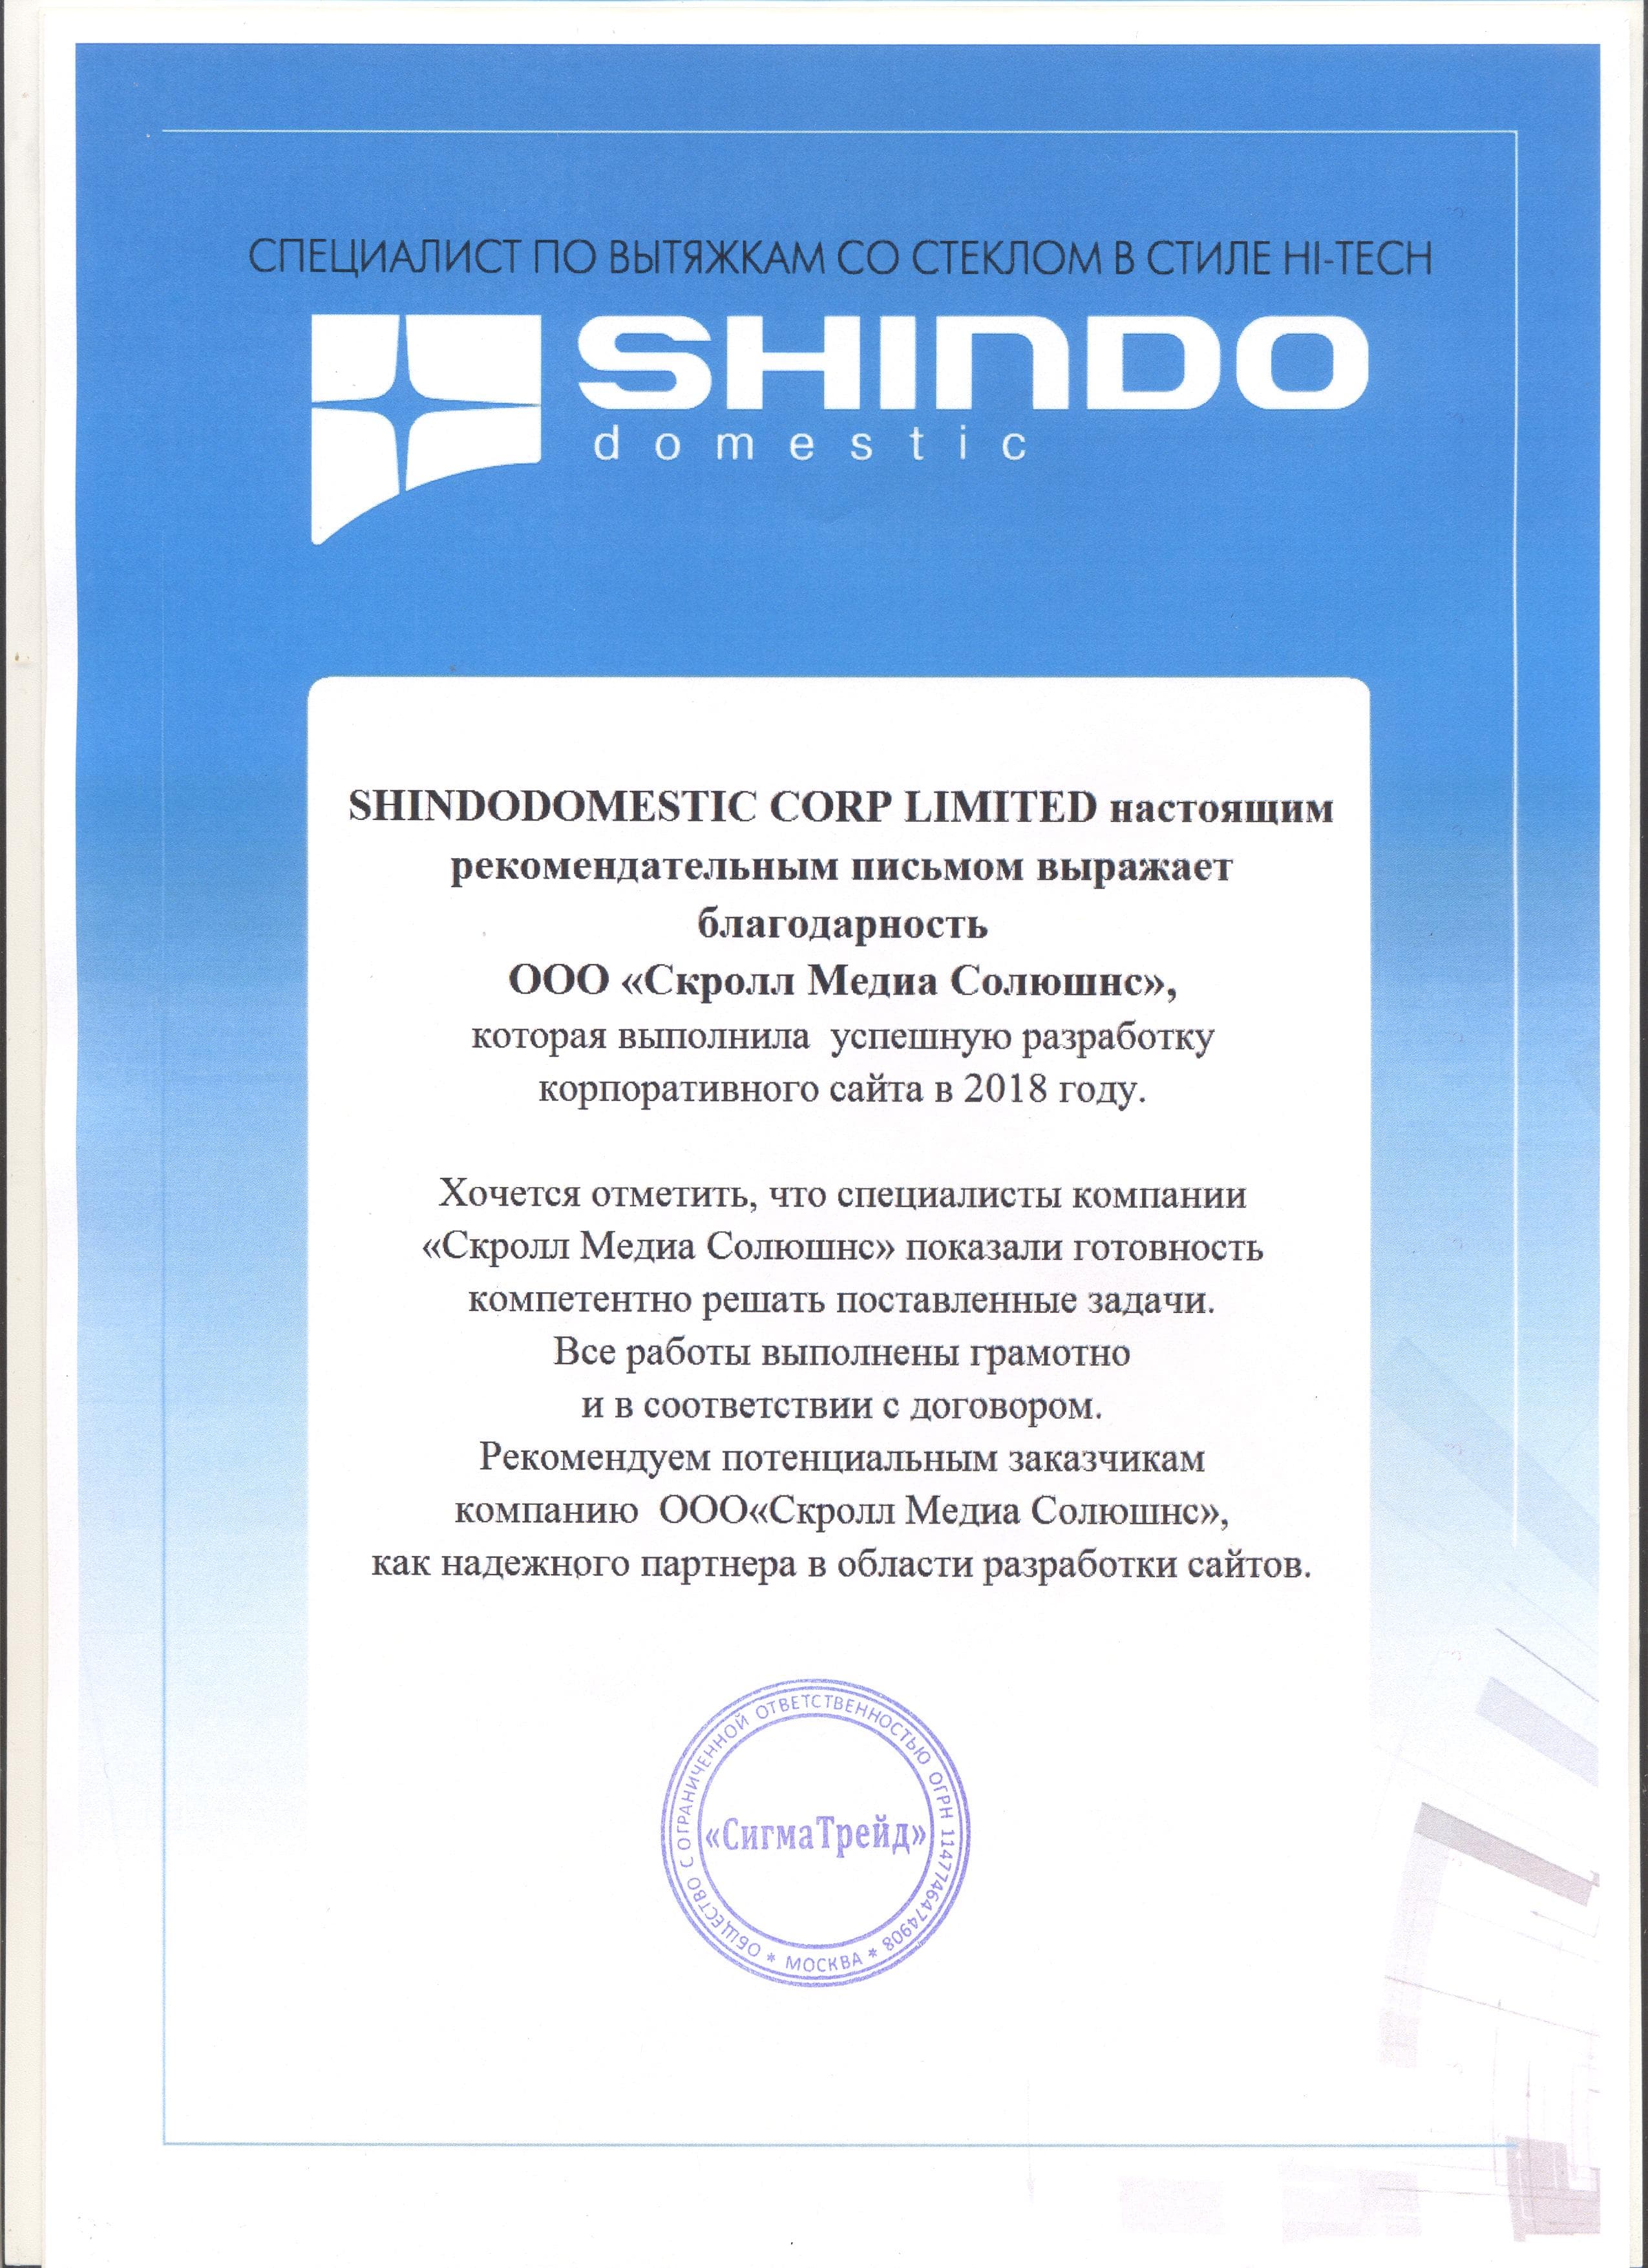 СПЕЦИАЛИСТ ПО ВЫТЯЖКАМ СО СТЕКЛОМ В СТИЛЕ HI-TECH
SHINDO
domestic
SHINDODOMESTIC CORP LIMITED настоящим
рекомендательным письмом выражает
благодарность
ООО «Скролл Медиа Солюшнс»,
которая выполнила успешную разработку
корпоративного сайта в 2018 году.
Хочется отметить, что специалисты компании
«Скролл Медиа Солюшнс» показали готовность
компетентно решать поставленные задачи.
Все работы выполнены грамотно
и в соответствии с договором.
Рекомендуем потенциальным заказчикам
компанию ООО«Скролл Медиа Солюшнс»,
как надежного партнера в области разработки сайтов.
ОБЩЕСТВО С ОГРАНИЧЕННОЙ ОТВЕТСТВЕННОСТЬЮ ОГРН 1147746474908
«СигмаТрейд»
* МОСКВА *